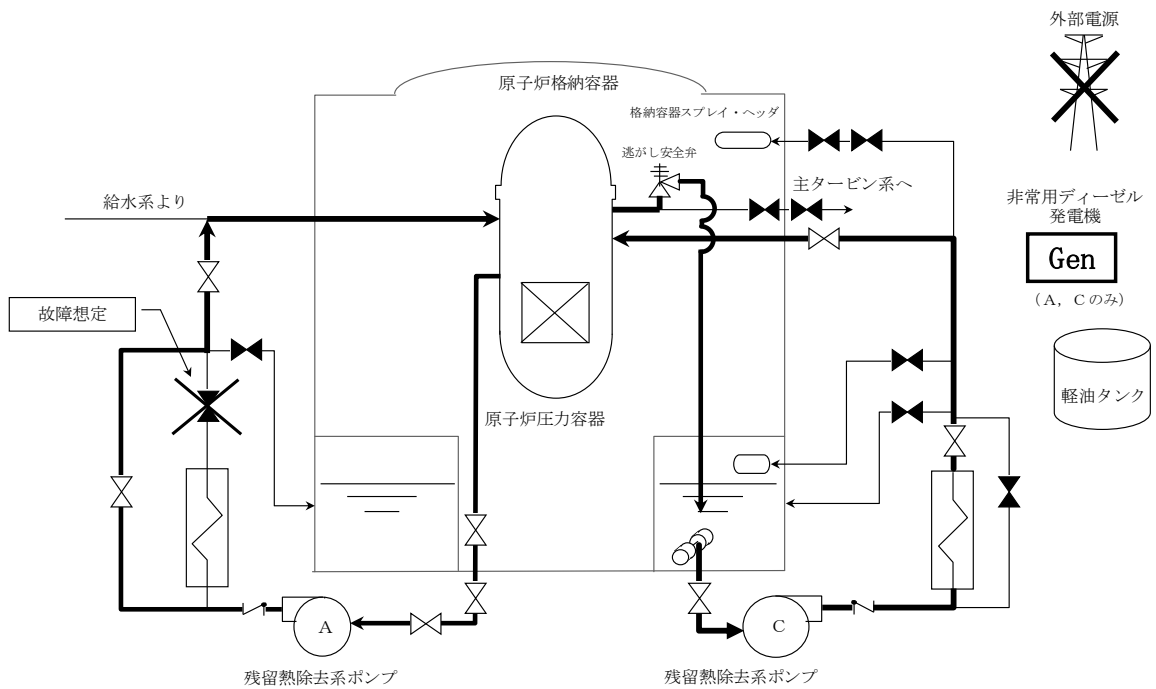 外部電源
原子炉格納容器
格納容器スプレイ・ヘッダ
逃がし安全弁
主タービン系へ
給水系より
非常用ディーゼル
発電機
Gen
（A，Cのみ）
故障想定
軽油タンク
原子炉圧力容器
A
C
残留熱除去系ポンプ
残留熱除去系ポンプ